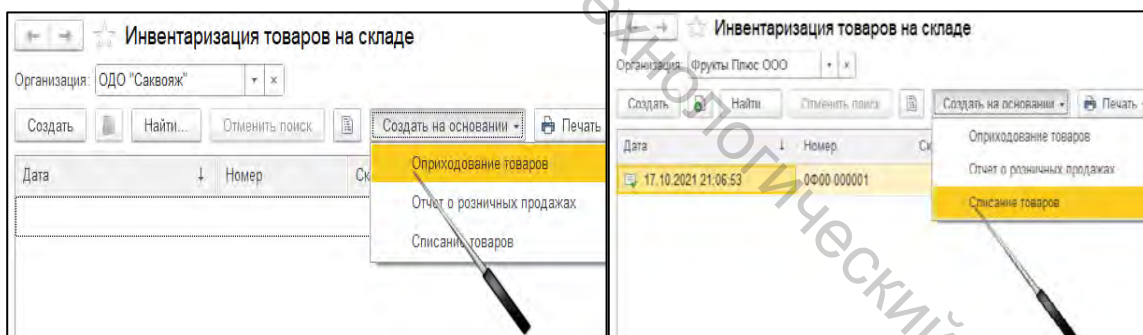 Инвентаризация товаров на складе
Организация: ОДО "Саквояж"
Создать Найти... Отменить поиск Создать на основании Печать
Дата ↓ Номер Ск
Оприходование товаров
Отчет о розничных продажах
Списание товаров
Инвентаризация товаров на складе
Организация: Фрукты Плюс ООО
Создать Найти... Отменить поиск Создать на основании Печать
Дата ↓ Номер Ск
17.10.2021 21:06:53 0Ф00-000001
Оприходование товаров
Отчет о розничных продажах
Списание товаров
ехнологический